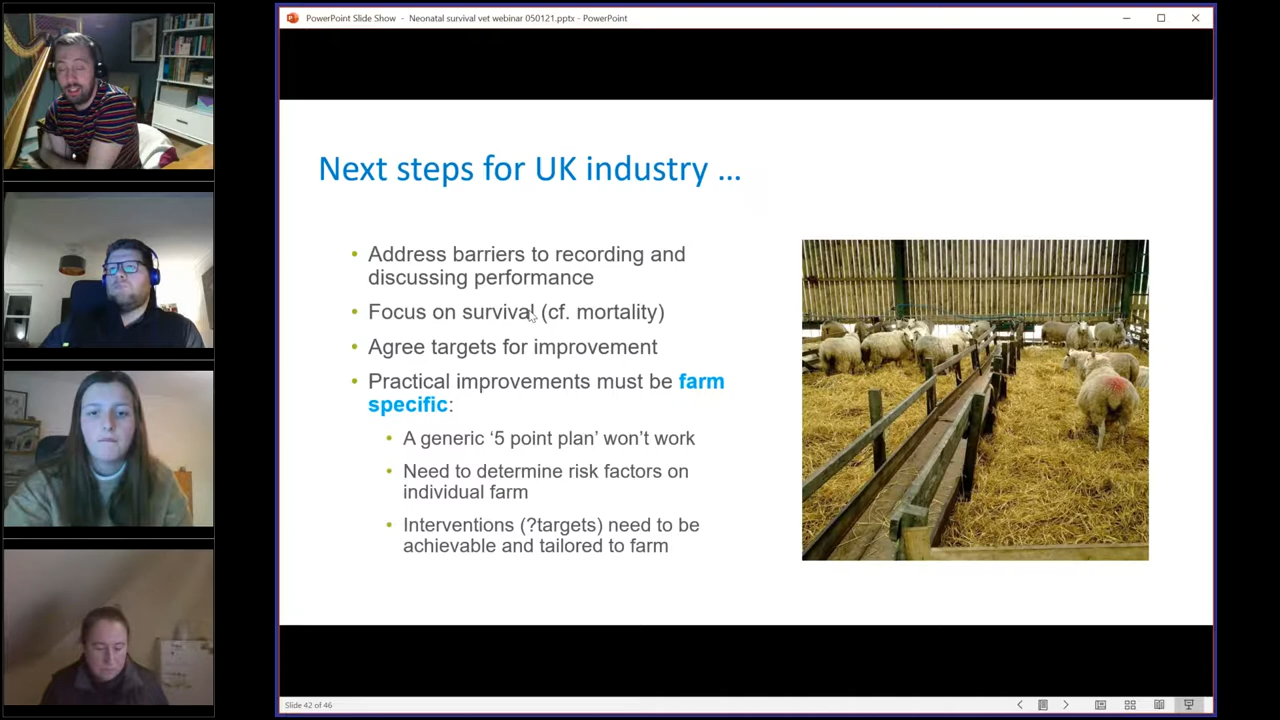 PowerPoint Slide Show - Neonatal survival vet webinar 050121.pptx - PowerPoint
Next steps for UK industry ...
• Address barriers to recording and
discussing performance
• Focus on survival (cf. mortality)
• Agree targets for improvement
• Practical improvements must be farm
specific:
• A generic ‘5 point plan’ won’t work
• Need to determine risk factors on
individual farm
• Interventions (?targets) need to be
achievable and tailored to farm
Slide 42 of 46